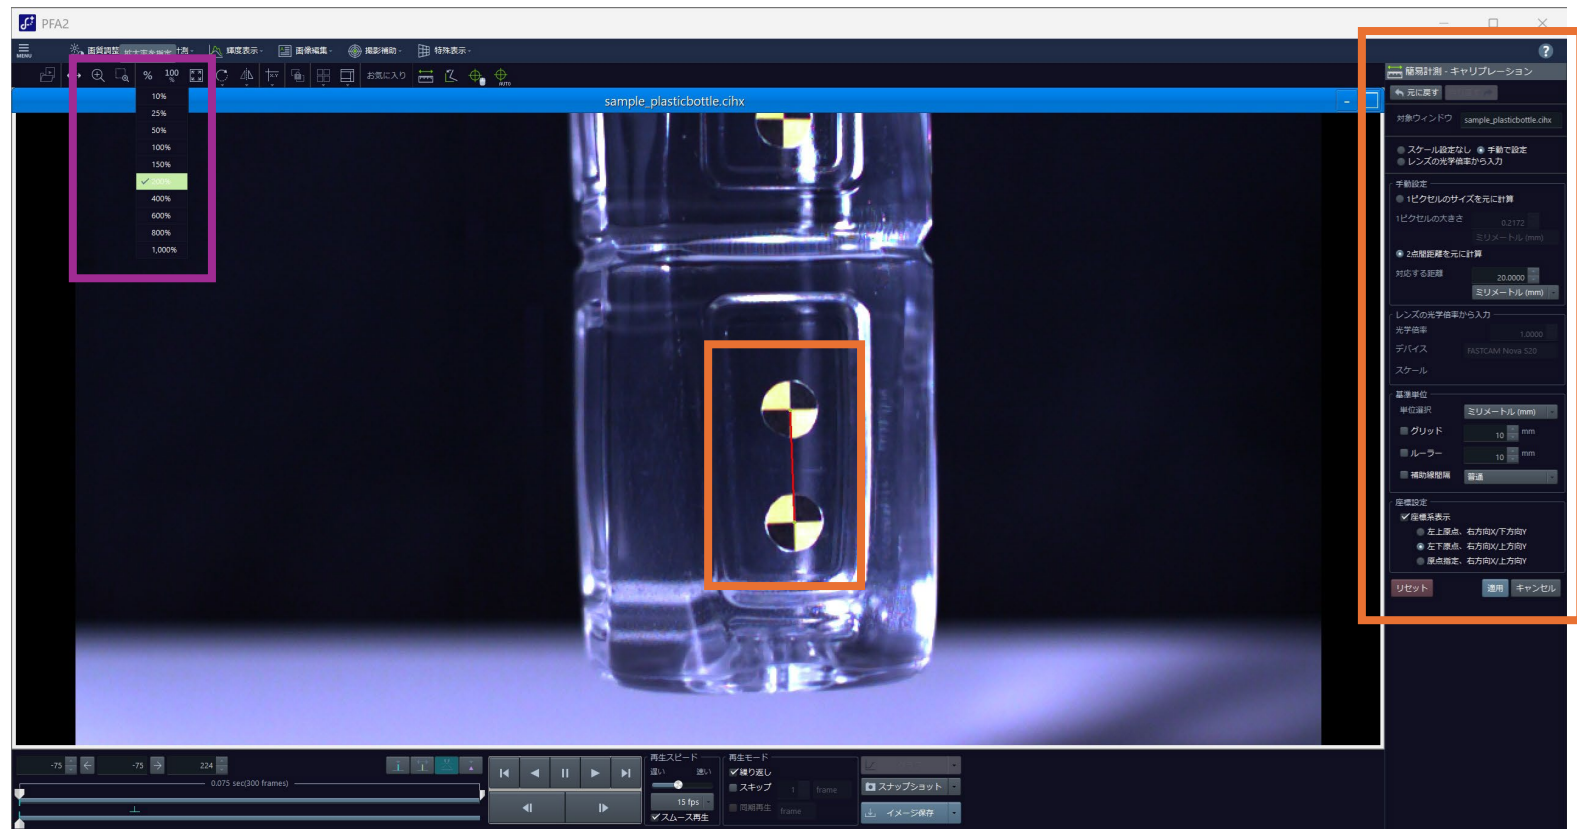 PFA2
MENU
画質調整
輝度表示
画像編集
撮影補助
特殊表示
?
%
100
%
お気に入り
AUTO
10%
25%
50%
100%
150%
200%
400%
600%
800%
1,000%
sample_plasticbottle.cihx
簡易計測 - キャリブレーション
元に戻す
対象ウィンドウ sample_plasticbottle.cihx
スケール設定なし 手動で設定
レンズの光学倍率から入力
手動設定
1ピクセルのサイズを元に計算
1ピクセルの大きさ 0.2172
ミリメートル (mm)
2点間距離を元に計算
対応する距離 20.0000
ミリメートル (mm)
レンズの光学倍率から入力
光学倍率 1.0000
デバイス FASTCAM Nova S20
スケール
基準単位
単位選択 ミリメートル (mm)
グリッド 10 mm
ルーラー 10 mm
補助線間隔 普通
座標設定
座標系表示
左上原点、右方向X/下方向Y
左下原点、右方向X/上方向Y
原点指定、右方向X/上方向Y
リセット 適用 キャンセル
-75 -75 224
0.075 sec(300 frames)
再生スピード
遅い 速い
15 fps
スムース再生
再生モード
繰り返し
スキップ 1 frame
同期再生 frame
スナップショット
イメージ保存